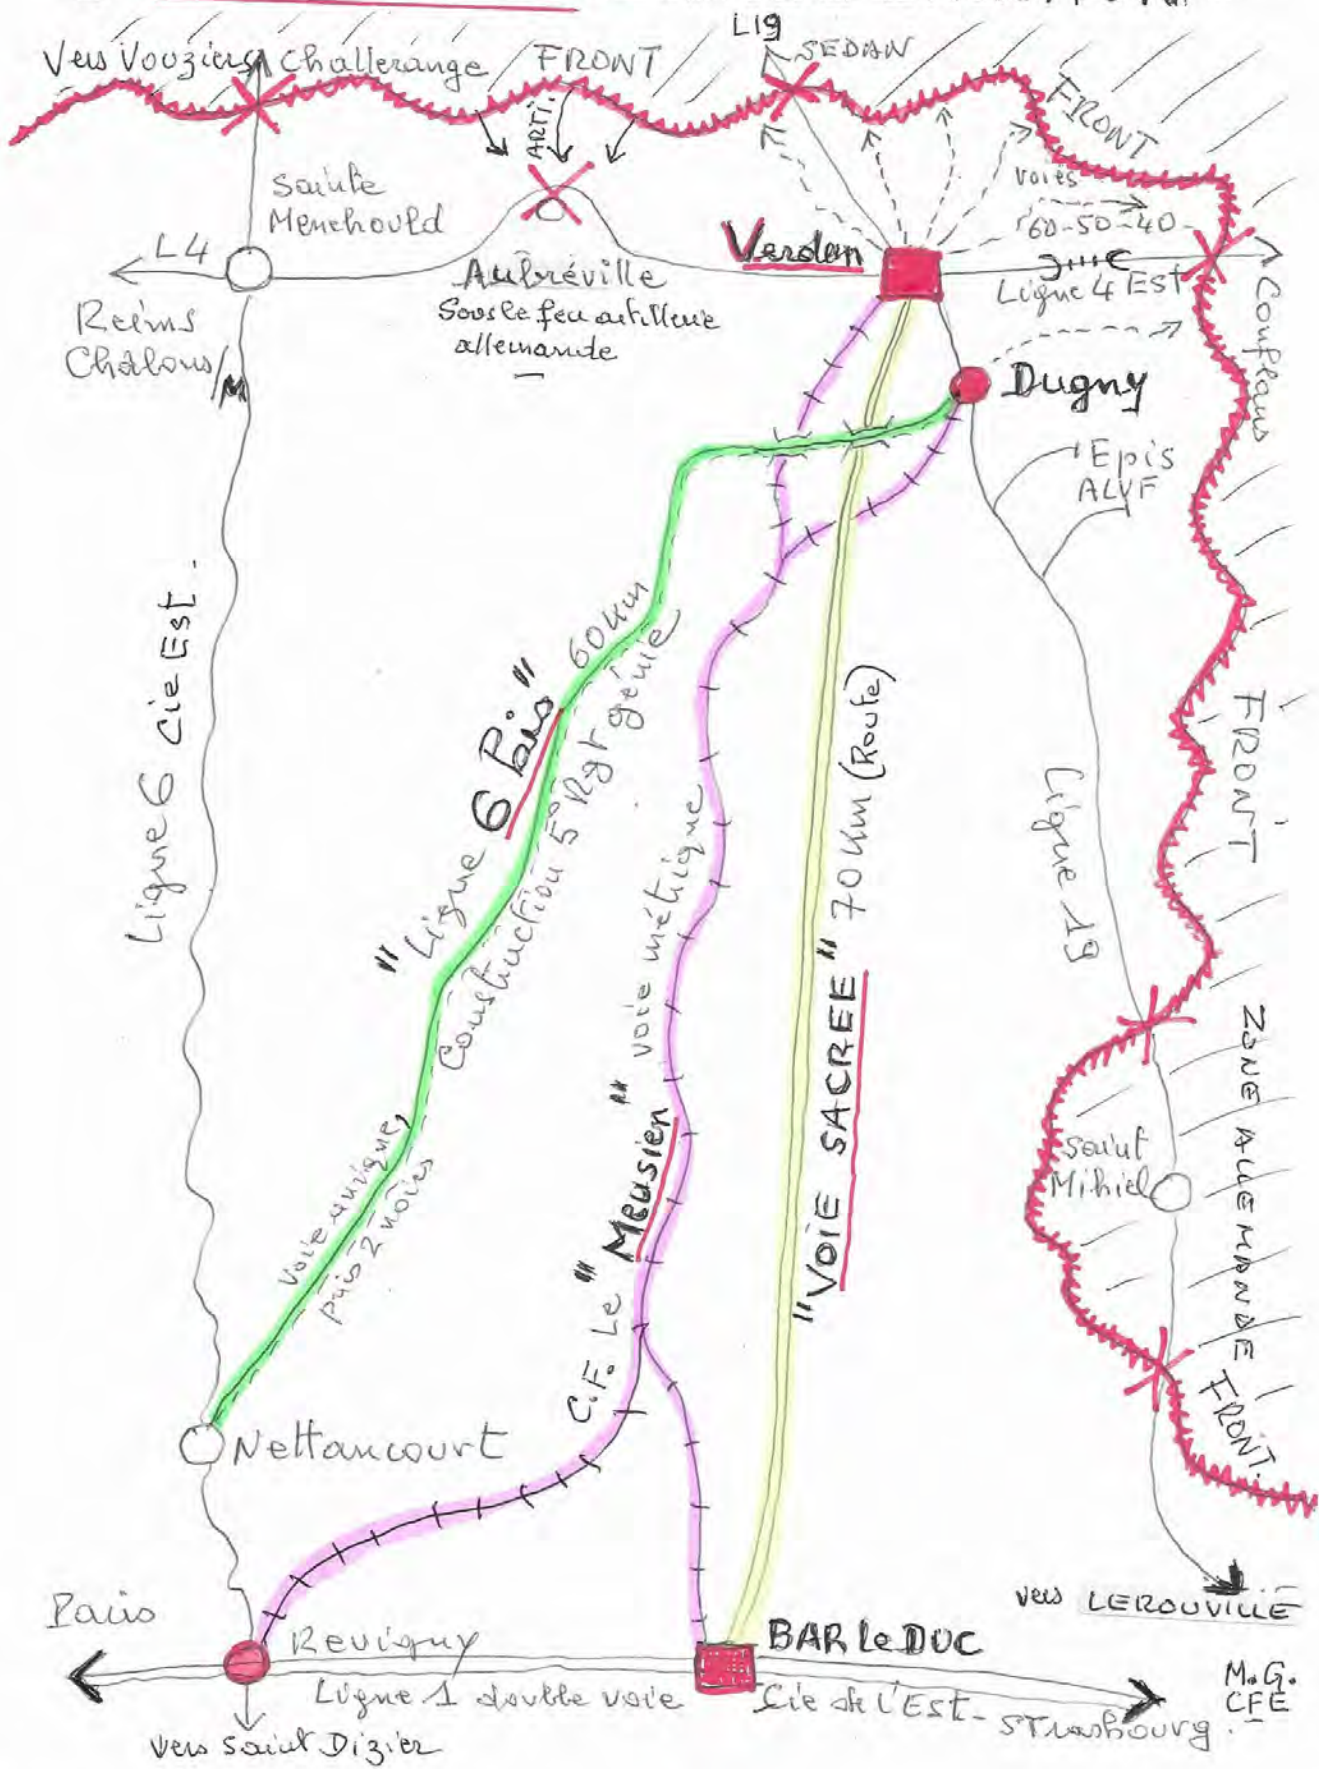 L19
Vers Vouziers
Challerange
FRONT
SEDAN
ARTI.
FRONT
Sainte
Menehould
voies
60-50-40
L4
Verdun
Aubréville
Sous le feu artillerie
allemande
Ligne 4 EST
Conflans
Reims
Chalons/M
Dugny
Epis
ALVF
Ligne 6 Cie Est.
"Ligne 6 Bis" 60 Km
Construction 5° Rgt génie
Voie unique,
puis 2 voies
C.F. Le "Meusien" voie métrique
"VOIE SACREE" 70 Km (Route)
Ligne 19
FRONT
ZONE ALLEMANDE
Saint
Mihiel
FRONT.
Nettancourt
vers LEROUVILLE
Paris
Revigny
BAR Le DUC
Ligne 1 double voie
Cie de l'Est - STrasbourg.
M.G.
CFE
vers Saint Dizier